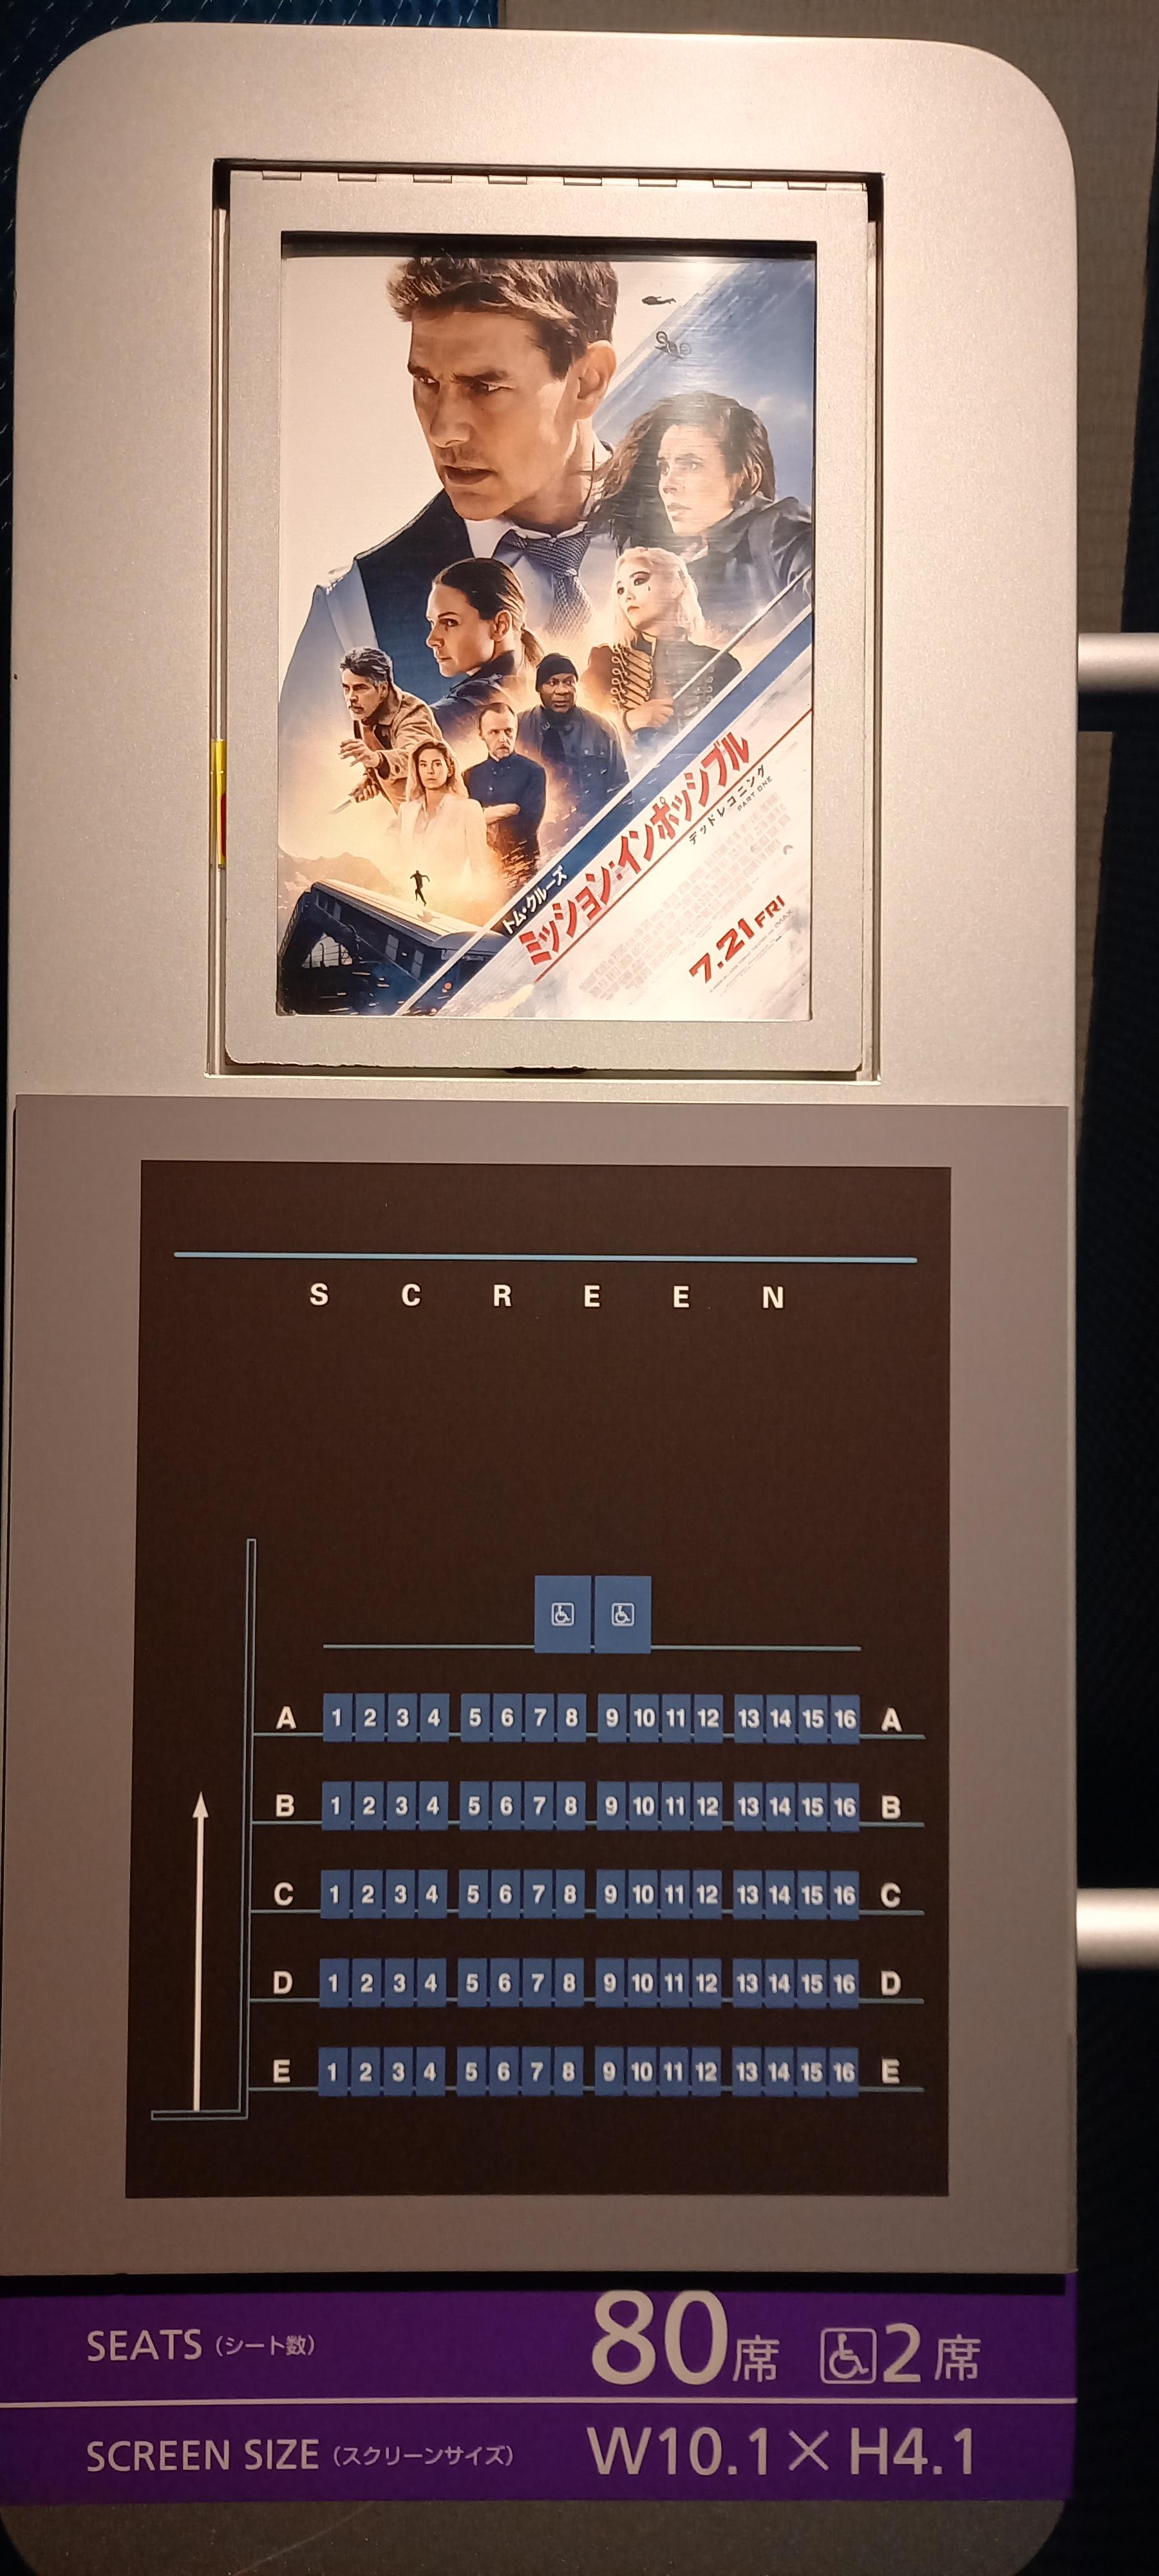 トム・クルーズ
ミッション:インポッシブル
デッドレコニング
PART ONE
7.21 FRI
SCREEN
A 1 2 3 4 5 6 7 8 9 10 11 12 13 14 15 16 A
B 1 2 3 4 5 6 7 8 9 10 11 12 13 14 15 16 B
C 1 2 3 4 5 6 7 8 9 10 11 12 13 14 15 16 C
D 1 2 3 4 5 6 7 8 9 10 11 12 13 14 15 16 D
E 1 2 3 4 5 6 7 8 9 10 11 12 13 14 15 16 E
SEATS (シート数) 80席 2席
SCREEN SIZE (スクリーンサイズ) W10.1×H4.1